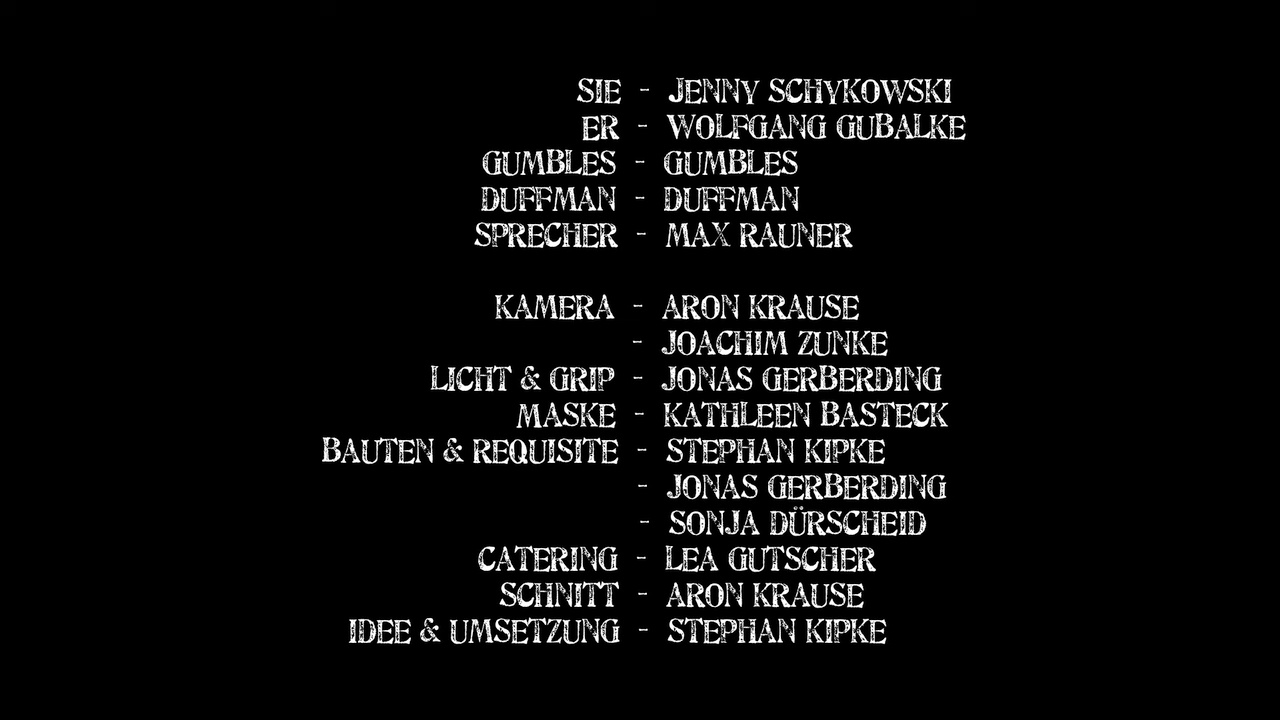 SIE - JENNY SCHYKOWSKI
ER - WOLFGANG GUBALKE
GUMBLES - GUMBLES
DUFFMAN - DUFFMAN
SPRECHER - MAX RAUNER
KAMERA - ARON KRAUSE
- JOACHIM ZUNKE
LICHT & GRIP - JONAS GERBERDING
MASKE - KATHLEEN BASTECK
BAUTEN & REQUISITE - STEPHAN KIPKE
- JONAS GERBERDING
- SONJA DÜRSCHEID
CATERING - LEA GUTSCHER
SCHNITT - ARON KRAUSE
IDEE & UMSETZUNG - STEPHAN KIPKE